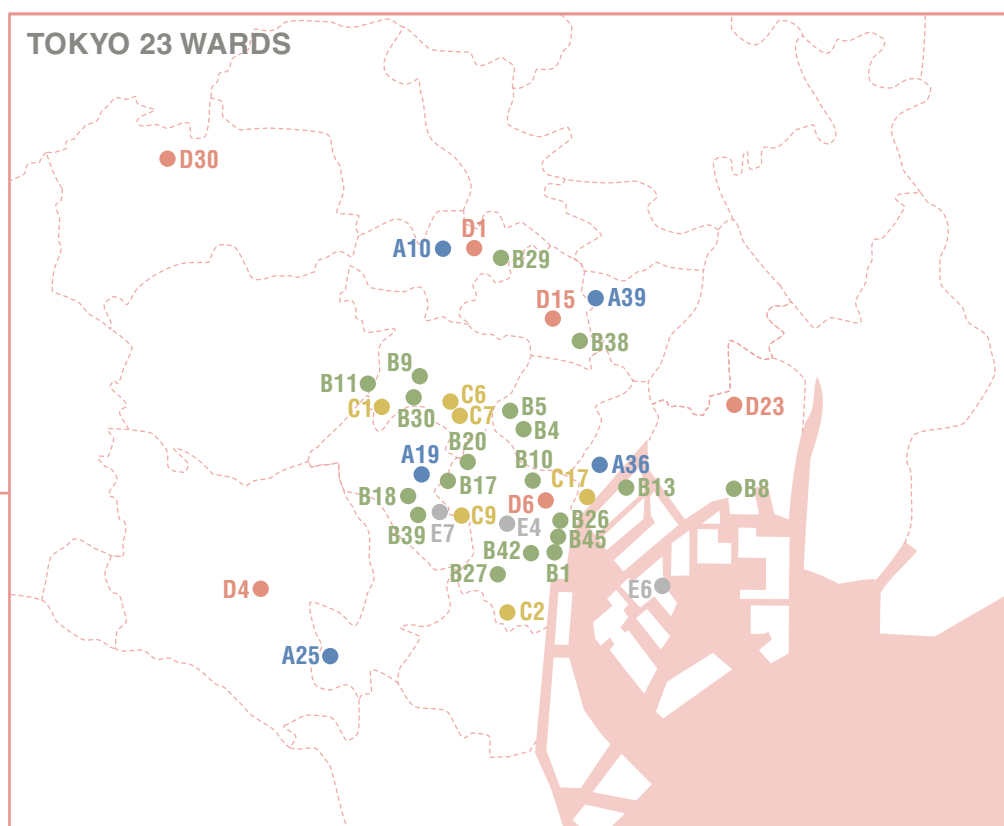 TOKYO 23 WARDS
D30
D1
A10
B29
D15
A39
B38
B9
B11
C6
C1
B30
C7
B5
D23
B4
B20
A19
B10
A36
C17
B17
B13
B8
B18
D6
C9
B26
B39
E7
E4
B45
B42
B1
B27
D4
E6
C2
A25